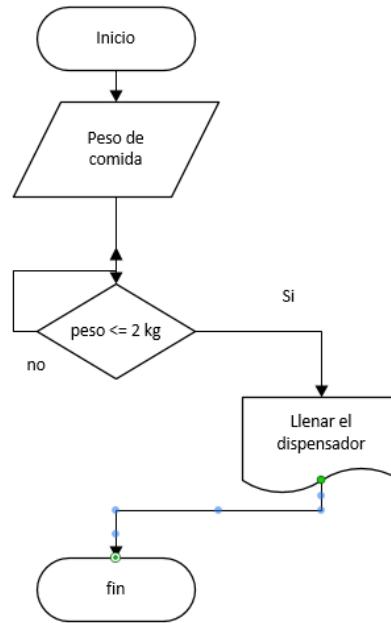 Inicio
Peso de
comida
Si
peso <= 2 kg
no
Llenar el
dispensador
fin